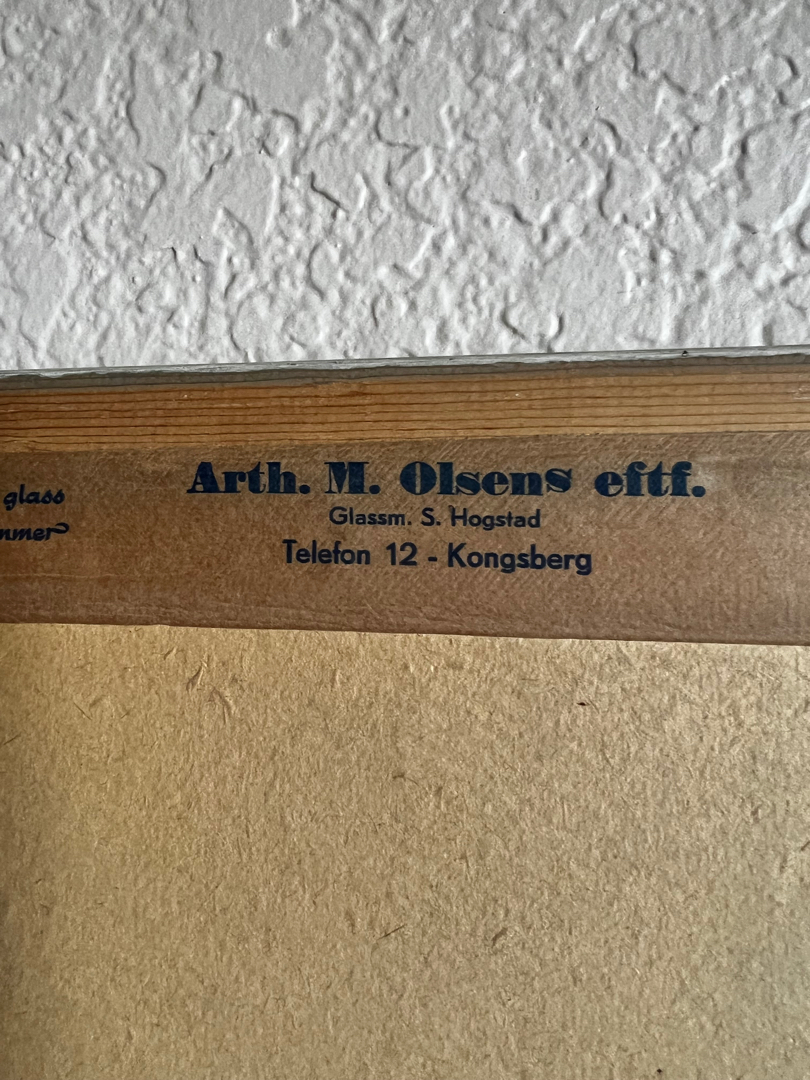 glass
Arth. M. Olsens eftf.
Glassm. S. Hogstad
Telefon 12 - Kongsberg